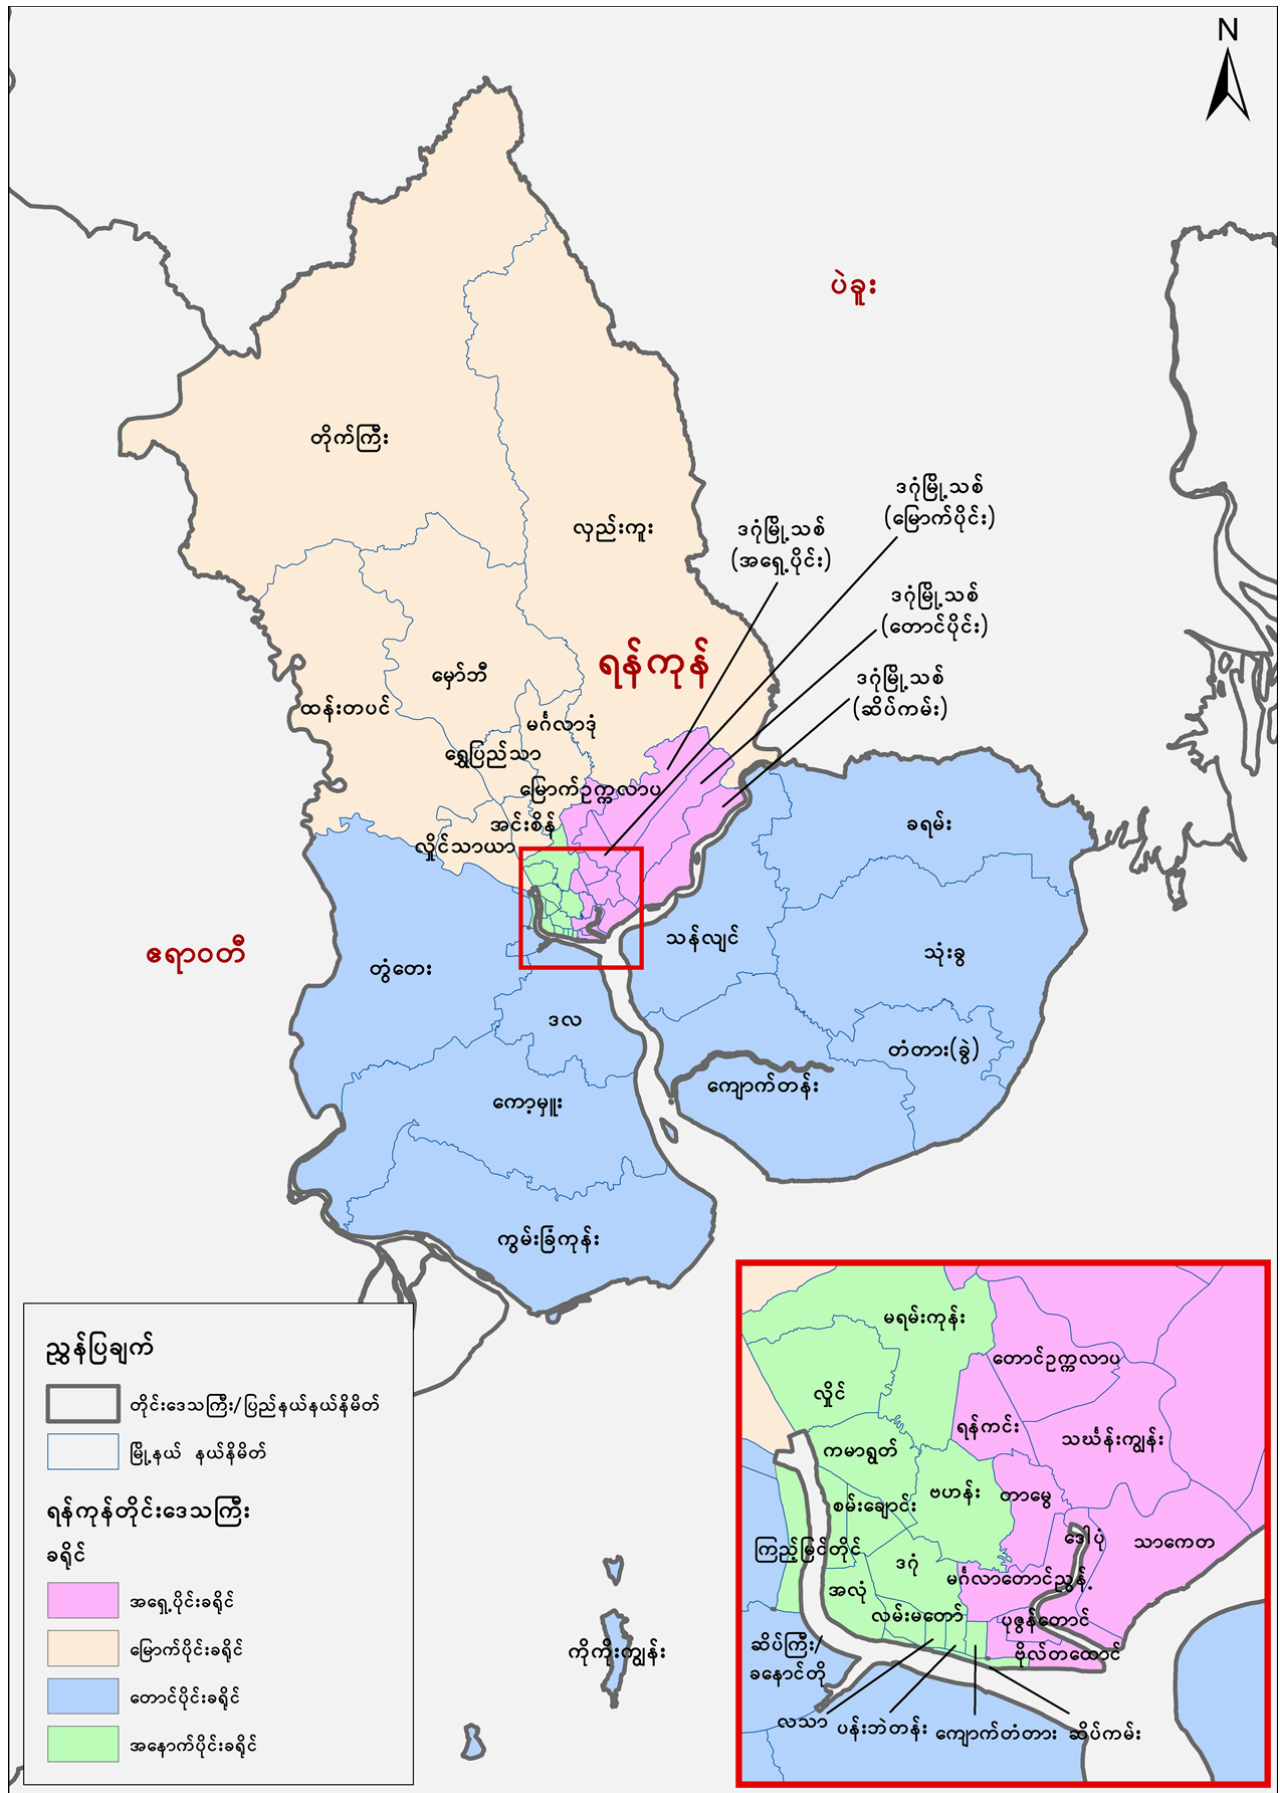 N
ပဲခူး
တိုက်ကြီး
ဒဂုံမြို့သစ်
(မြောက်ပိုင်း)
လှည်းကူး
ဒဂုံမြို့သစ်
(အရှေ့ပိုင်း)
ဒဂုံမြို့သစ်
(တောင်ပိုင်း)
ရန်ကုန်
မှော်ဘီ
ဒဂုံမြို့သစ်
(ဆိပ်ကမ်း)
ထန်းတပင်
မင်္ဂလာဒုံ
ရွှေပြည်သာ
မြောက်ဥက္ကလာပ
အင်းစိန်
ခရမ်း
လှိုင်သာယာ
ဧရာဝတီ
သန်လျင်
သုံးခွ
တွံတေး
ဒလ
တံတား(ခွဲ)
ကျောက်တန်း
ကော့မှူး
ကွမ်းခြံကုန်း
ညွှန်ပြချက်
တိုင်းဒေသကြီး/ပြည်နယ်နယ်နိမိတ်
မြို့နယ် နယ်နိမိတ်
ရန်ကုန်တိုင်းဒေသကြီး
ခရိုင်
အရှေ့ပိုင်းခရိုင်
မြောက်ပိုင်းခရိုင်
တောင်ပိုင်းခရိုင်
အနောက်ပိုင်းခရိုင်
ကိုကိုးကျွန်း
မရမ်းကုန်း
တောင်ဥက္ကလာပ
လှိုင်
ရန်ကင်း
သင်္ဃန်းကျွန်း
ကမာရွတ်
ဗဟန်း
တာမွေ
စမ်းချောင်း
ဒေါပုံ
သာကေတ
ကြည့်မြင်တိုင်
ဒဂုံ
မင်္ဂလာတောင်ညွန့်
အလုံ
လမ်းမတော်
ပုဇွန်တောင်
ဆိပ်ကြီး/
ခနောင်တို
ဗိုလ်တထောင်
လသာ
ပန်းဘဲတန်း
ကျောက်တံတား
ဆိပ်ကမ်း